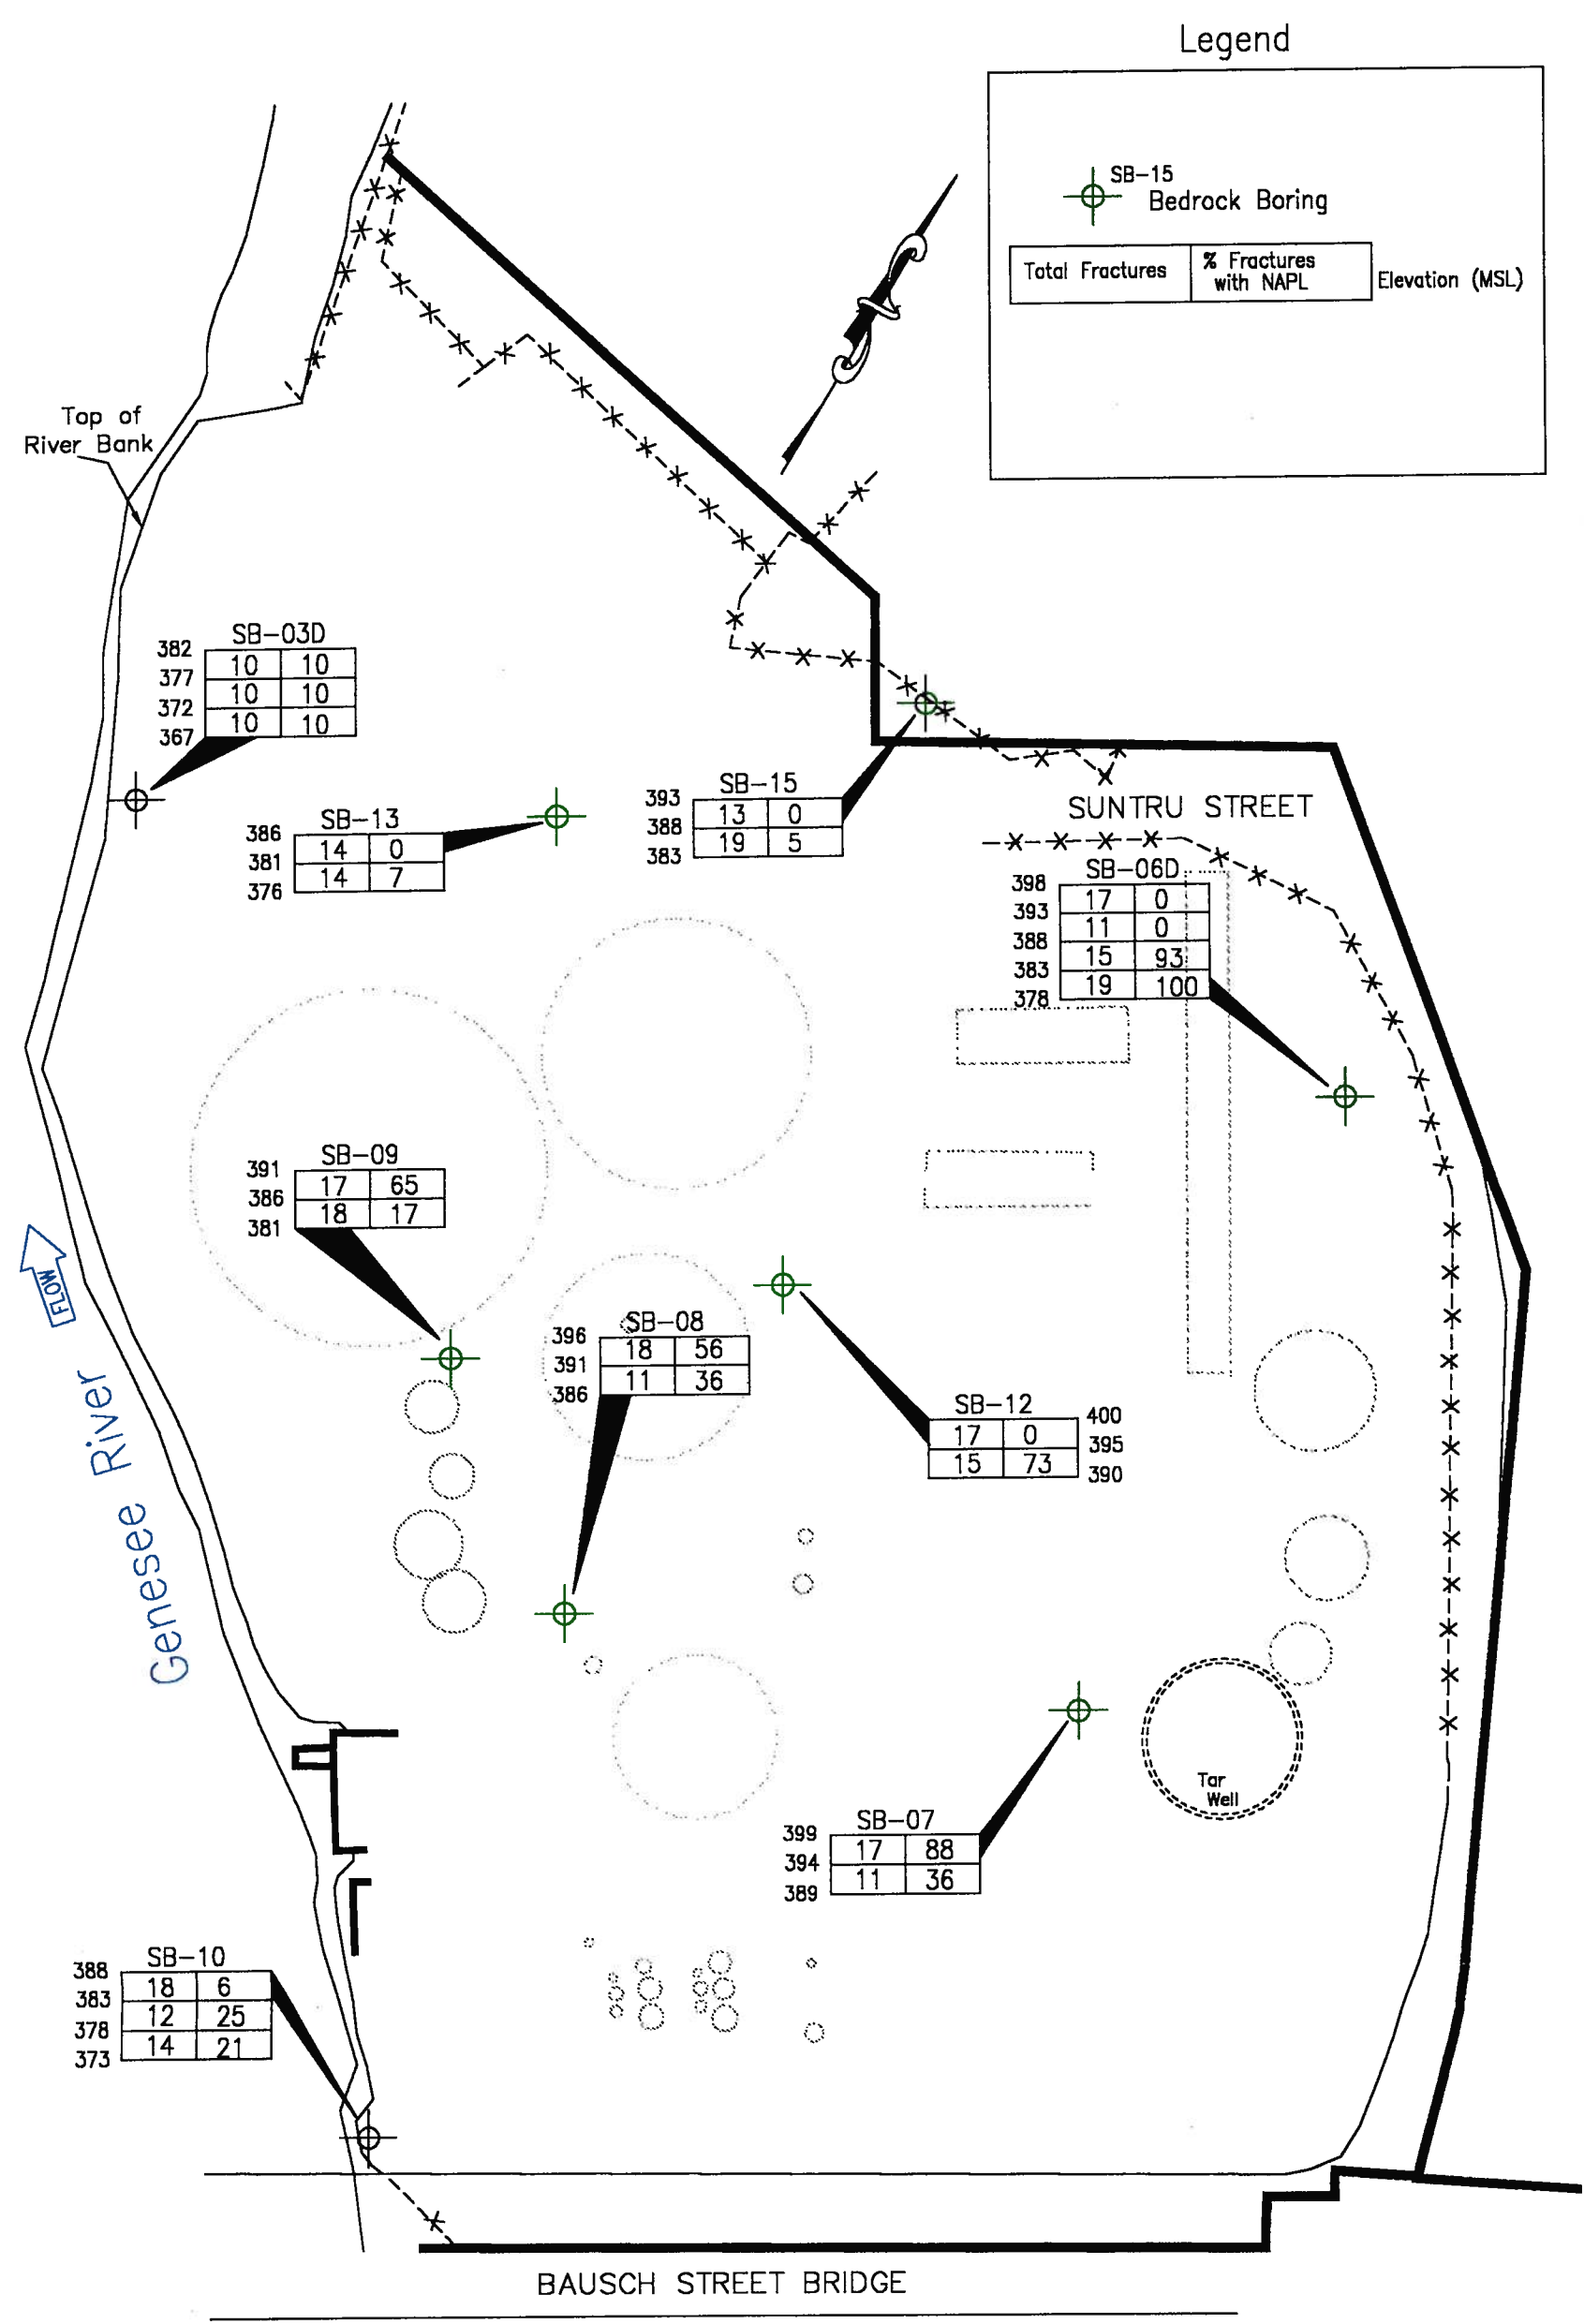 Legend
SB-15
Bedrock Boring
Total Fractures
% Fractures
with NAPL
Elevation (MSL)
Top of
River Bank
SB-03D
382
10 10
377
10 10
372
10 10
367
SB-15
393
13 0
388
19 5
383
SB-13
386
14 0
381
14 7
376
SUNTRU STREET
SB-06D
398
17 0
393
11 0
388
15 93
383
19 100
378
SB-09
391
17 65
386
18 17
381
FLOW
Genesee River
SB-08
396
18 56
391
11 36
386
SB-12
400
17 0
395
15 73
390
Tar
Well
SB-07
399
17 88
394
11 36
389
SB-10
388
18 6
383
12 25
378
14 21
373
BAUSCH STREET BRIDGE